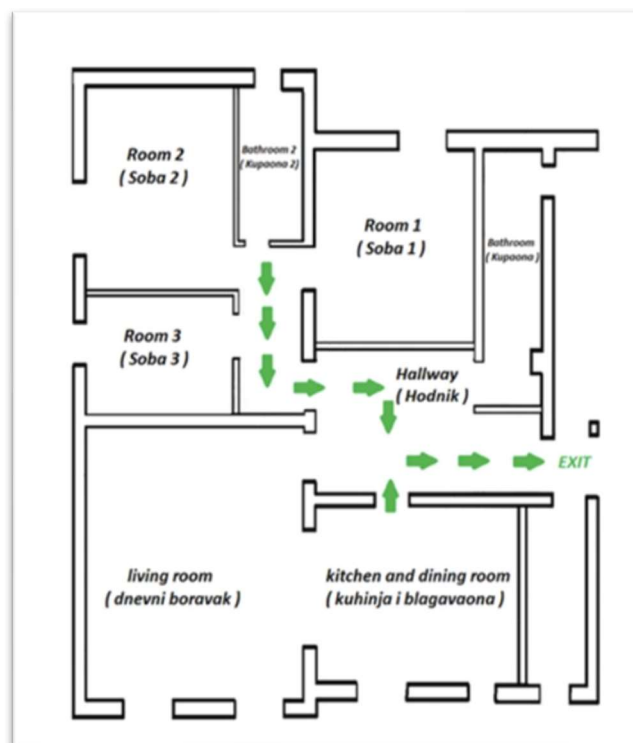 Room 2
( Soba 2 )
Bathroom 2
( Kupaona 2)
Room 1
( Soba 1 )
Bathroom
( Kupaona )
Room 3
( Soba 3 )
Hallway
( Hodnik )
EXIT
living room
( dnevni boravak )
kitchen and dining room
( kuhinja i blagavaona )